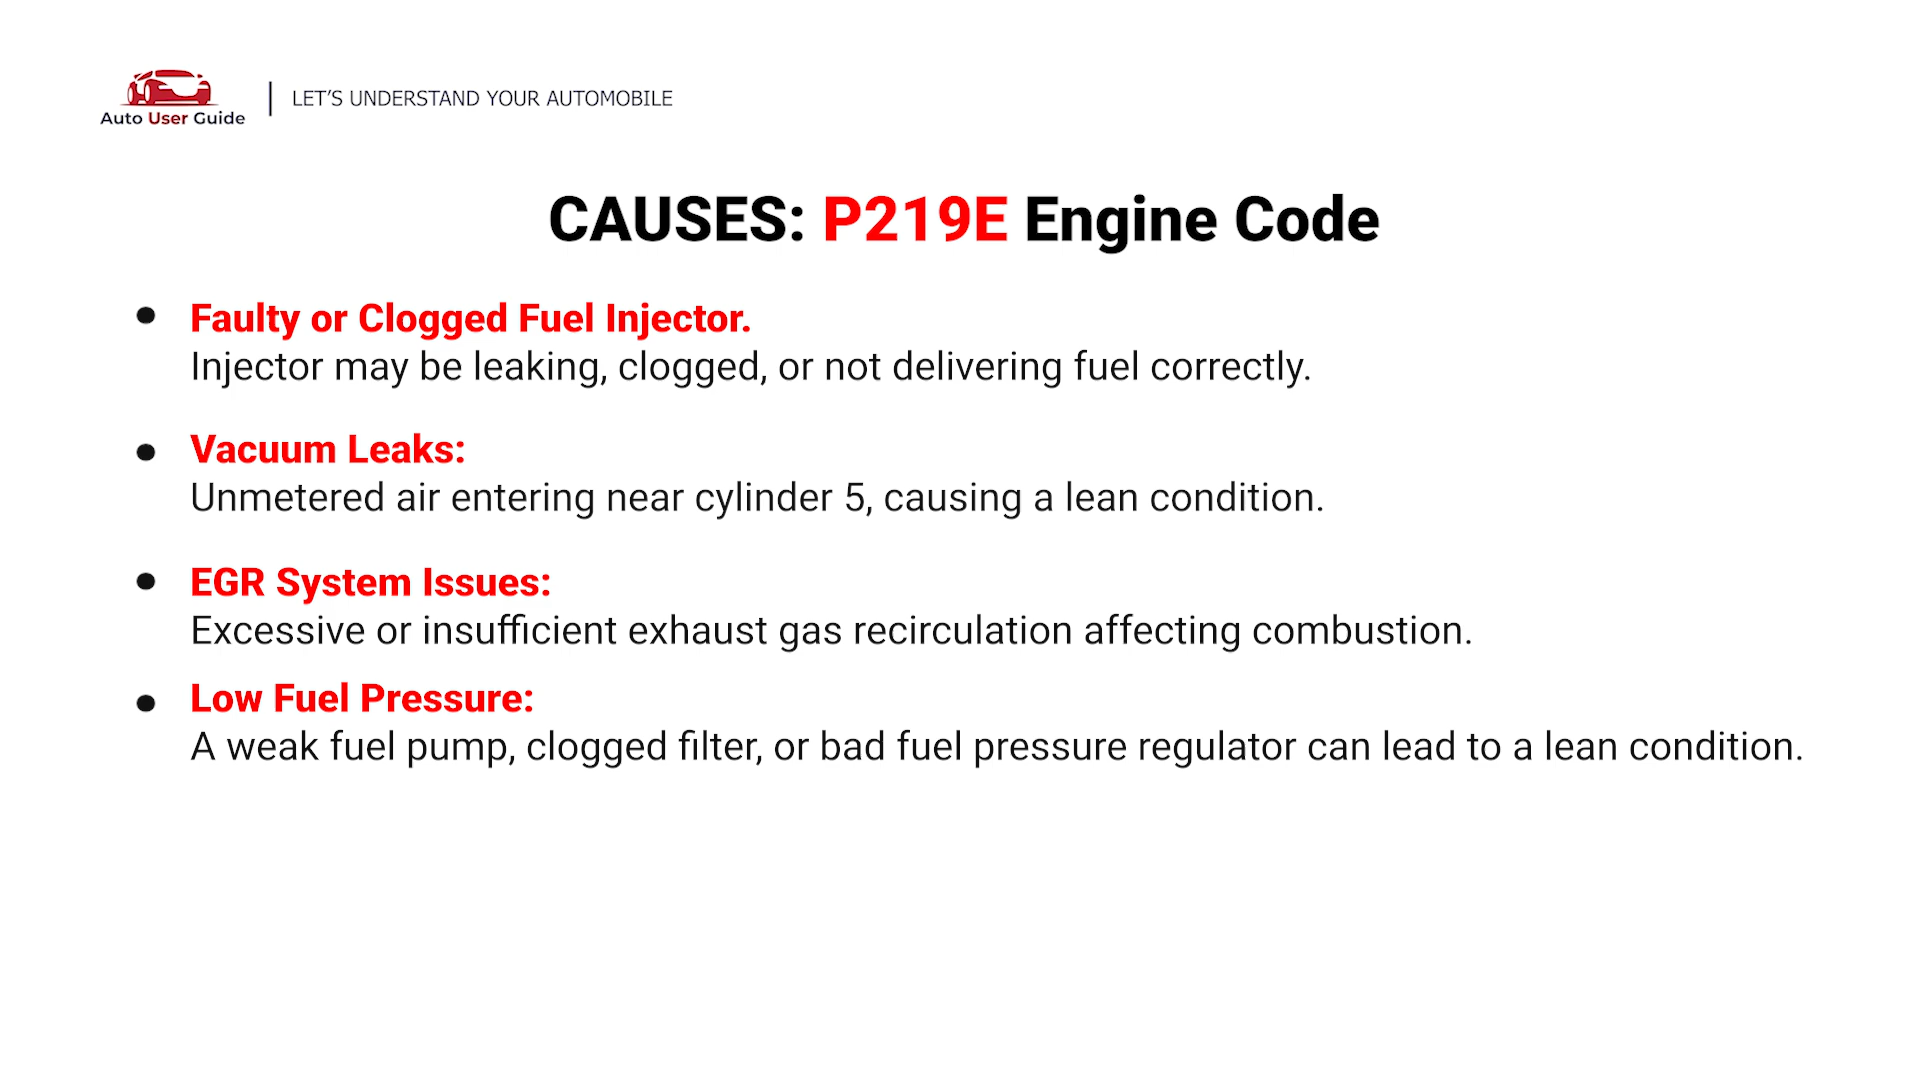 Auto User Guide
LET'S UNDERSTAND YOUR AUTOMOBILE
CAUSES: P219E Engine Code
Faulty or Clogged Fuel Injector.
Injector may be leaking, clogged, or not delivering fuel correctly.
Vacuum Leaks:
Unmetered air entering near cylinder 5, causing a lean condition.
EGR System Issues:
Excessive or insufficient exhaust gas recirculation affecting combustion.
Low Fuel Pressure:
A weak fuel pump, clogged filter, or bad fuel pressure regulator can lead to a lean condition.